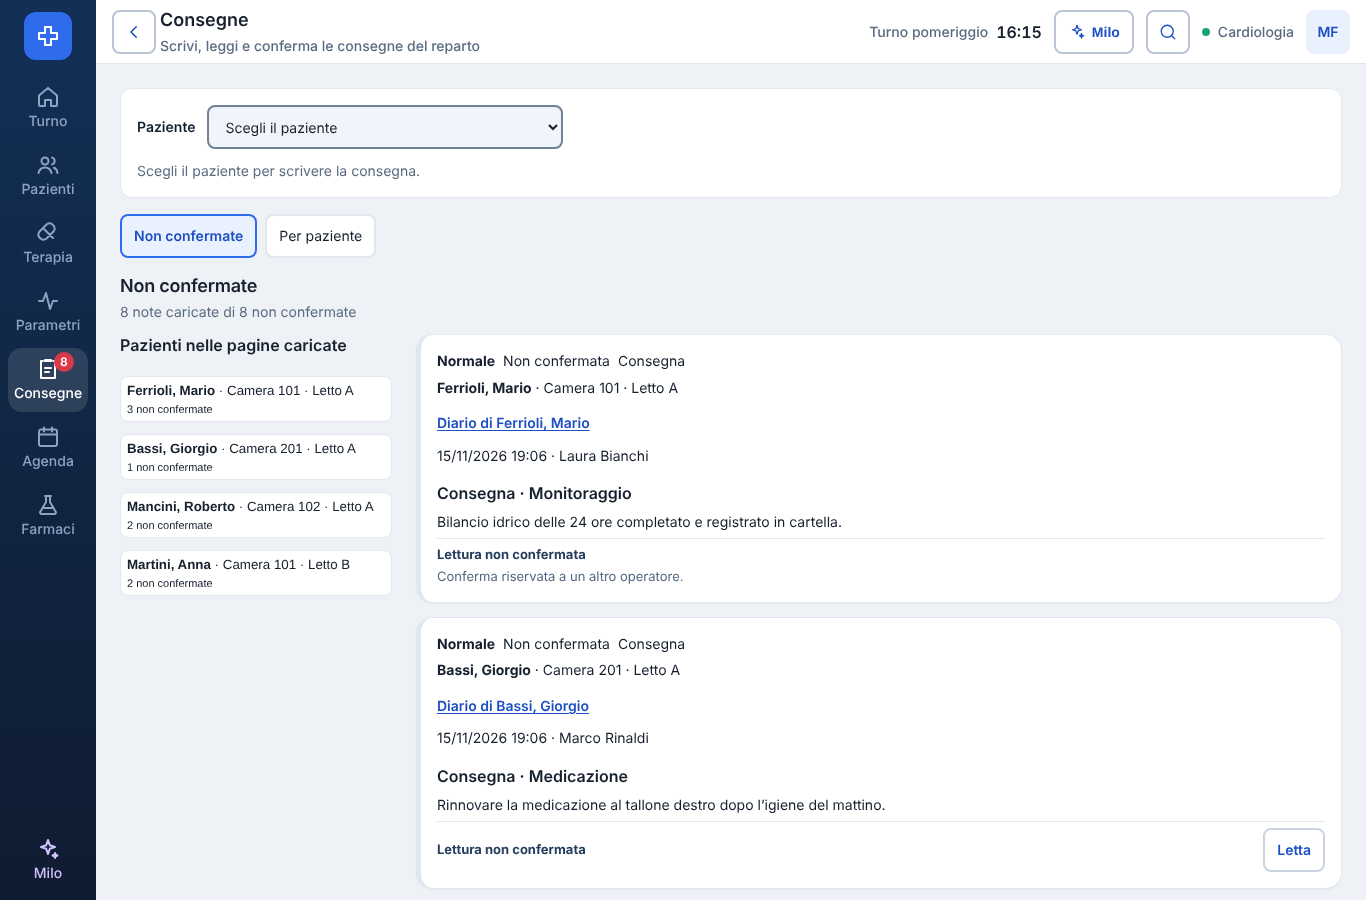 Turno
Pazienti
Terapia
Parametri
8
Consegne
Agenda
Farmaci
Milo
Consegne
Scrivi, leggi e conferma le consegne del reparto
Turno pomeriggio 16:15
Milo
Cardiologia
MF
Paziente
Scegli il paziente
Scegli il paziente per scrivere la consegna.
Non confermate
Per paziente
Non confermate
8 note caricate di 8 non confermate
Pazienti nelle pagine caricate
Ferrioli, Mario · Camera 101 · Letto A
3 non confermate
Bassi, Giorgio · Camera 201 · Letto A
1 non confermate
Mancini, Roberto · Camera 102 · Letto A
2 non confermate
Martini, Anna · Camera 101 · Letto B
2 non confermate
Normale Non confermata Consegna
Ferrioli, Mario · Camera 101 · Letto A
Diario di Ferrioli, Mario
15/11/2026 19:06 · Laura Bianchi
Consegna · Monitoraggio
Bilancio idrico delle 24 ore completato e registrato in cartella.
Lettura non confermata
Conferma riservata a un altro operatore.
Normale Non confermata Consegna
Bassi, Giorgio · Camera 201 · Letto A
Diario di Bassi, Giorgio
15/11/2026 19:06 · Marco Rinaldi
Consegna · Medicazione
Rinnovare la medicazione al tallone destro dopo l’igiene del mattino.
Lettura non confermata
Letta